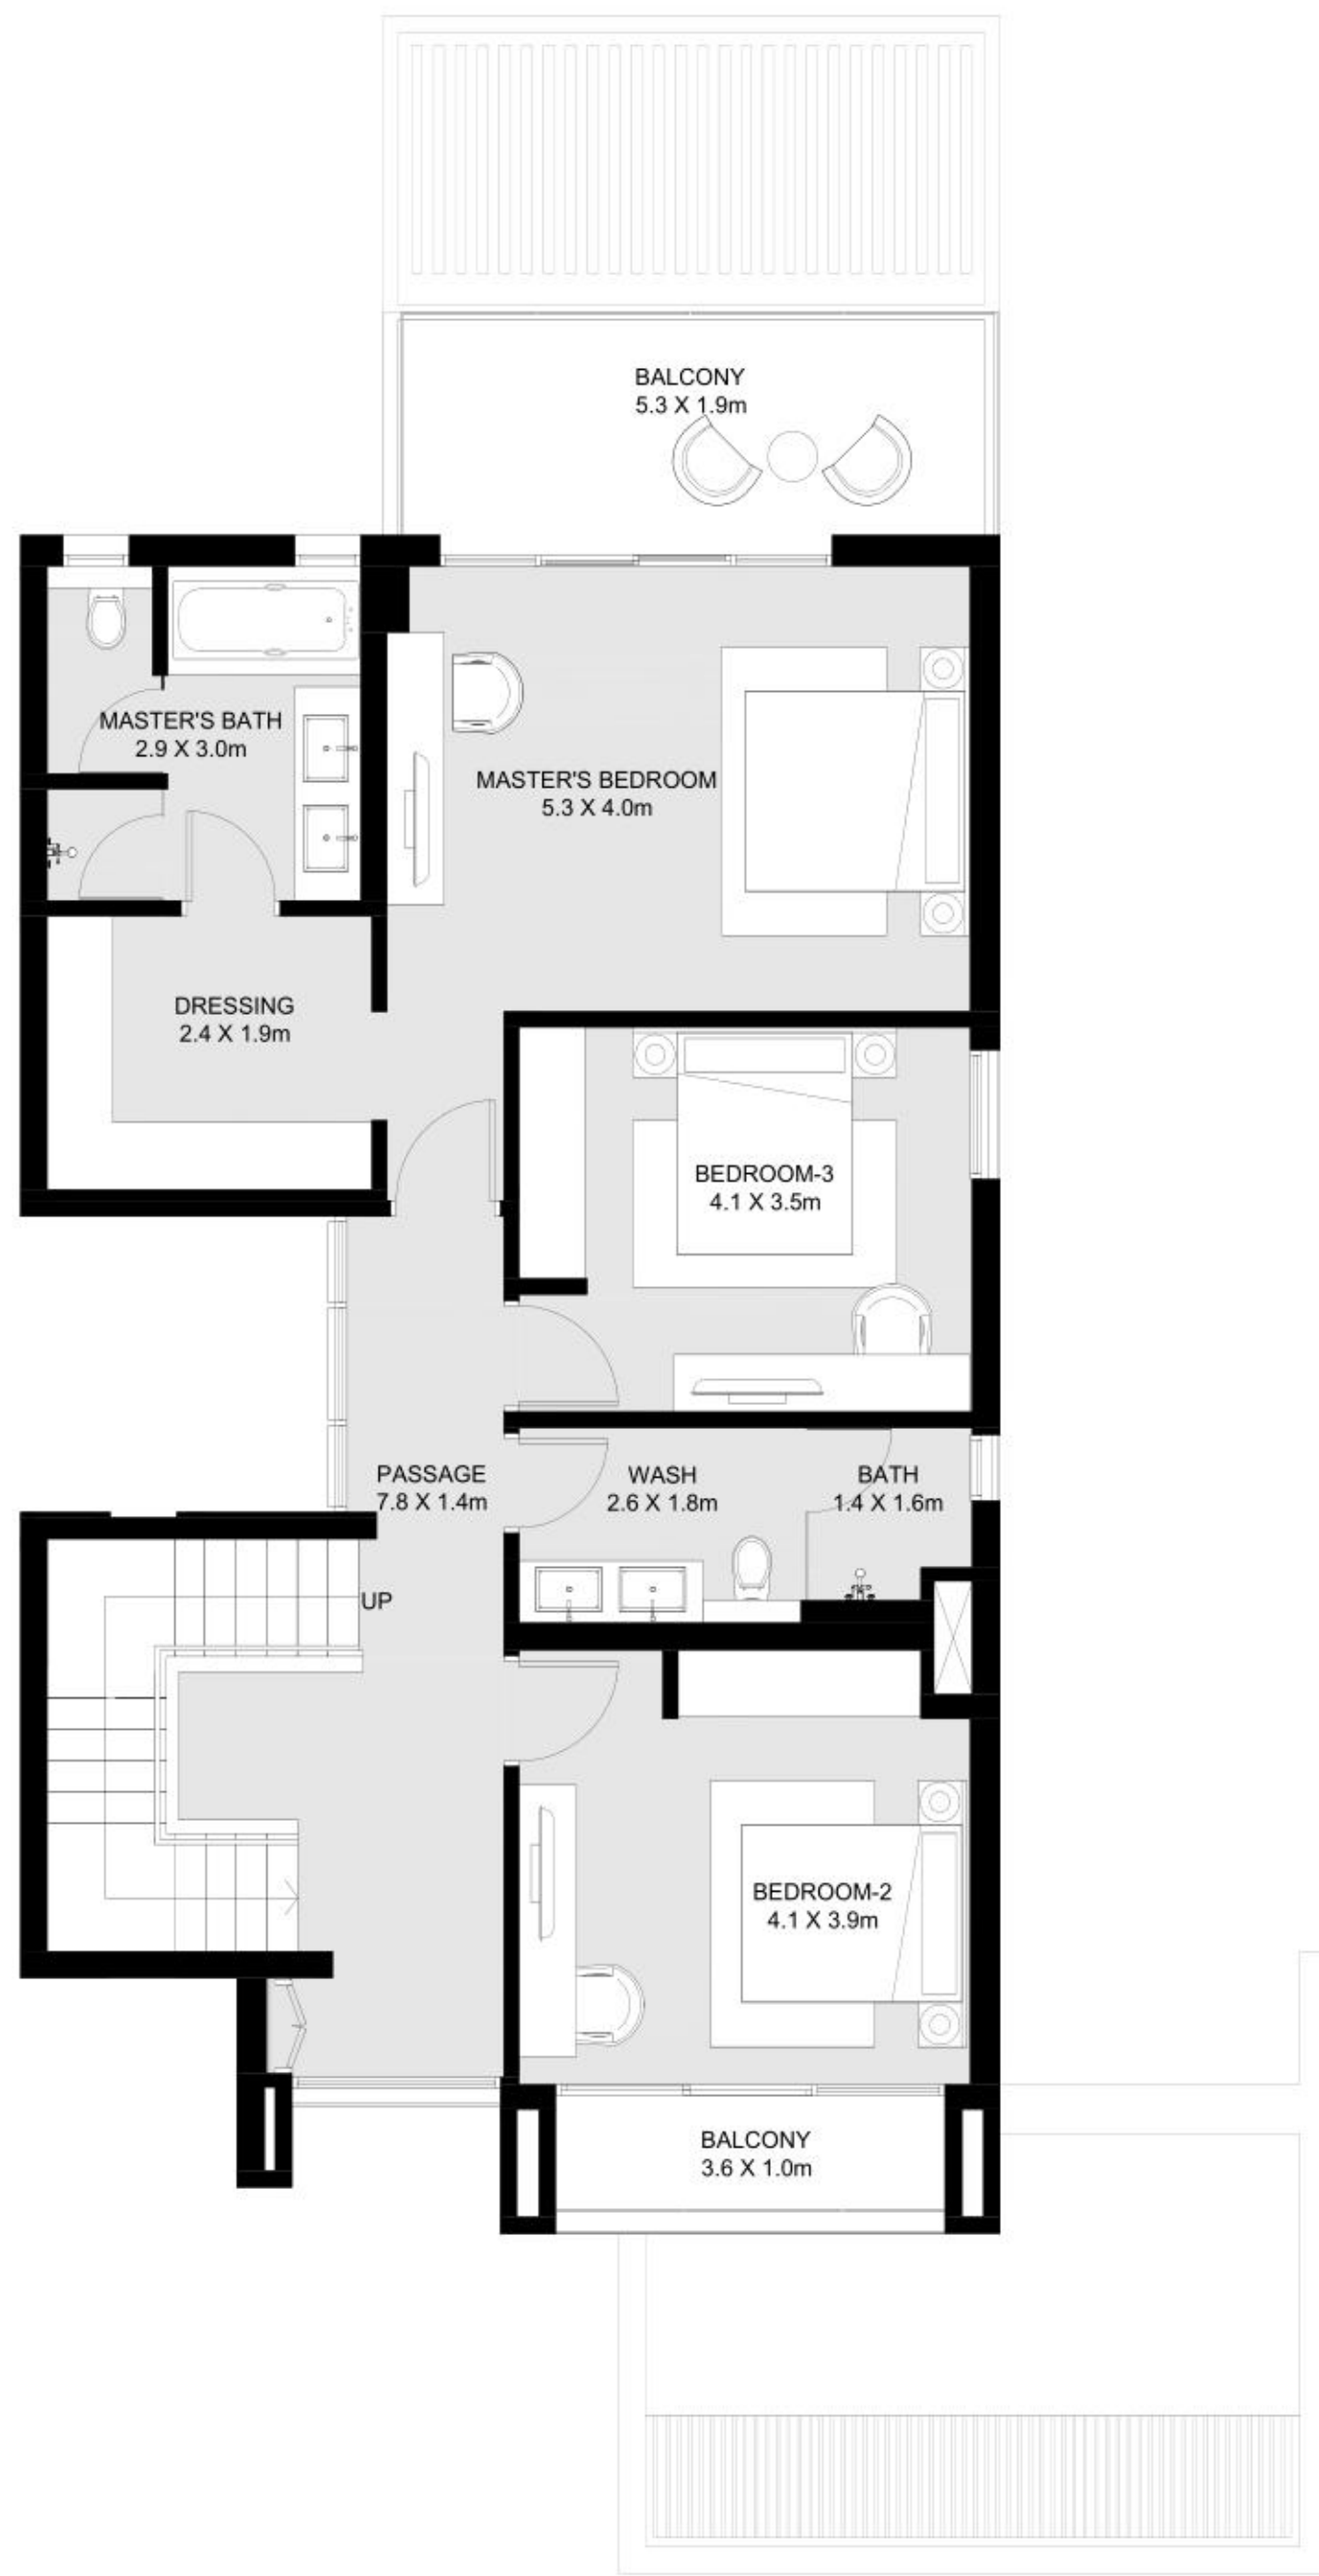 BALCONY
5.3 X 1.9m
MASTER'S BATH
2.9 X 3.0m
MASTER'S BEDROOM
5.3 X 4.0m
DRESSING
2.4 X 1.9m
BEDROOM-3
4.1 X 3.5m
PASSAGE
7.8 X 1.4m
WASH
2.6 X 1.8m
BATH
1.4 X 1.6m
UP
BEDROOM-2
4.1 X 3.9m
BALCONY
3.6 X 1.0m